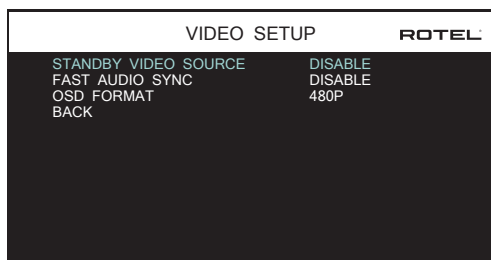 VIDEO SETUP ROTEL
STANDBY VIDEO SOURCE DISABLE
FAST AUDIO SYNC DISABLE
OSD FORMAT 480P
BACK